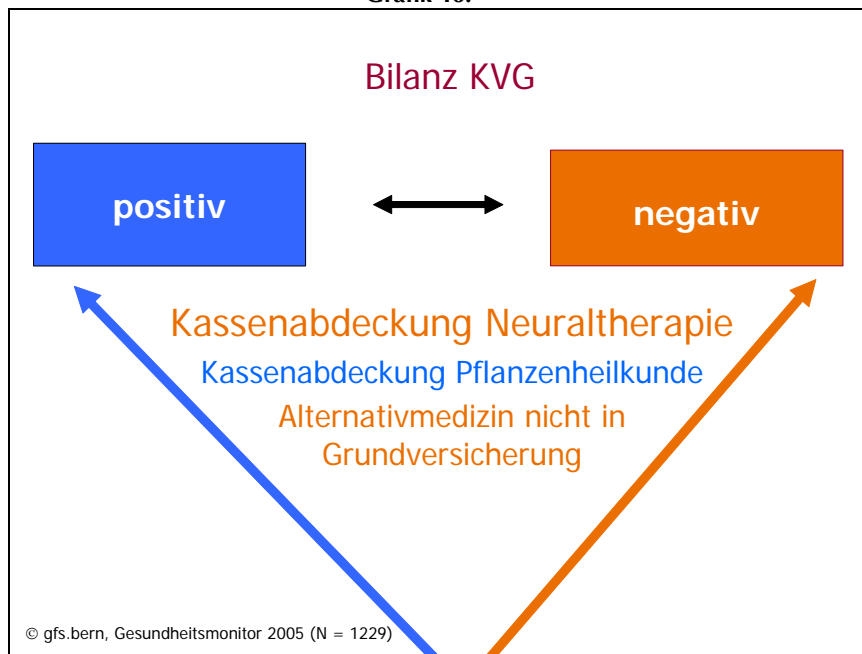 Bilanz KVG
positiv
negativ
Kassenabdeckung Neuraltherapie
Kassenabdeckung Pflanzenheilkunde
Alternativmedizin nicht in
Grundversicherung
© gfs.bern, Gesundheitsmonitor 2005 (N = 1229)